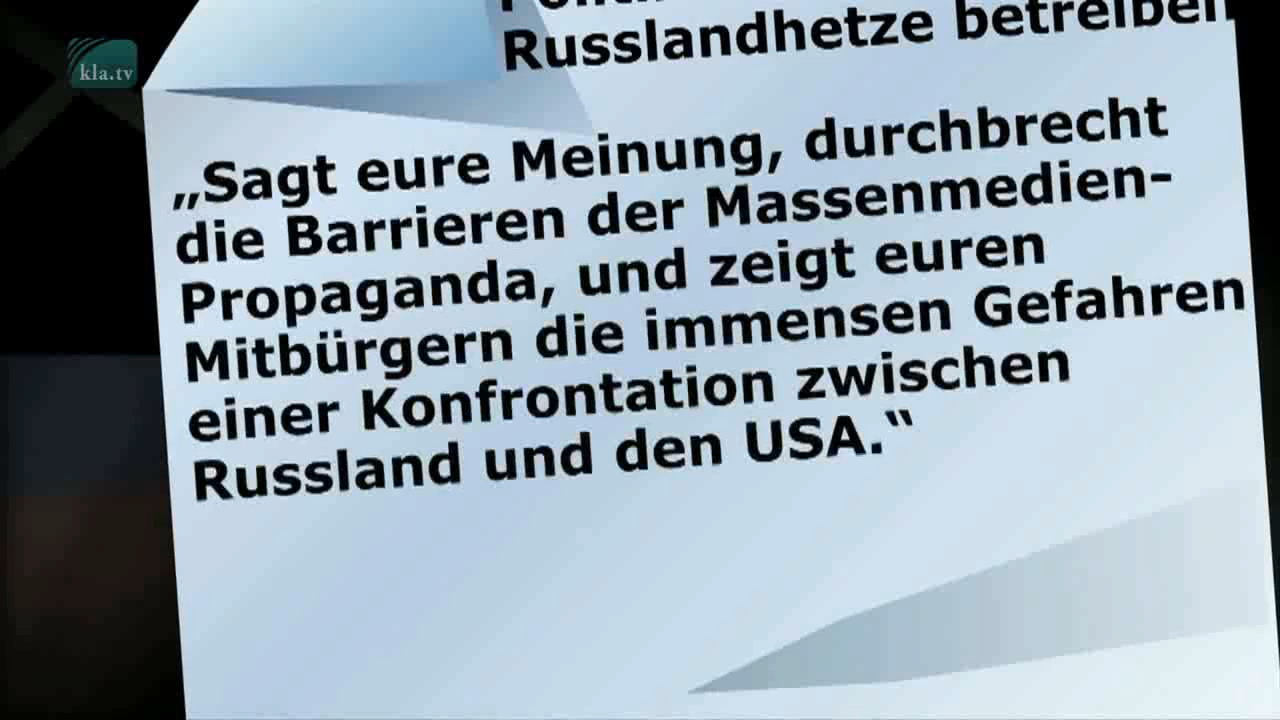 kla.tv
Russlandhetze betreiben
„Sagt eure Meinung, durchbrecht
die Barrieren der Massenmedien-
Propaganda, und zeigt euren
Mitbürgern die immensen Gefahren
einer Konfrontation zwischen
Russland und den USA.“